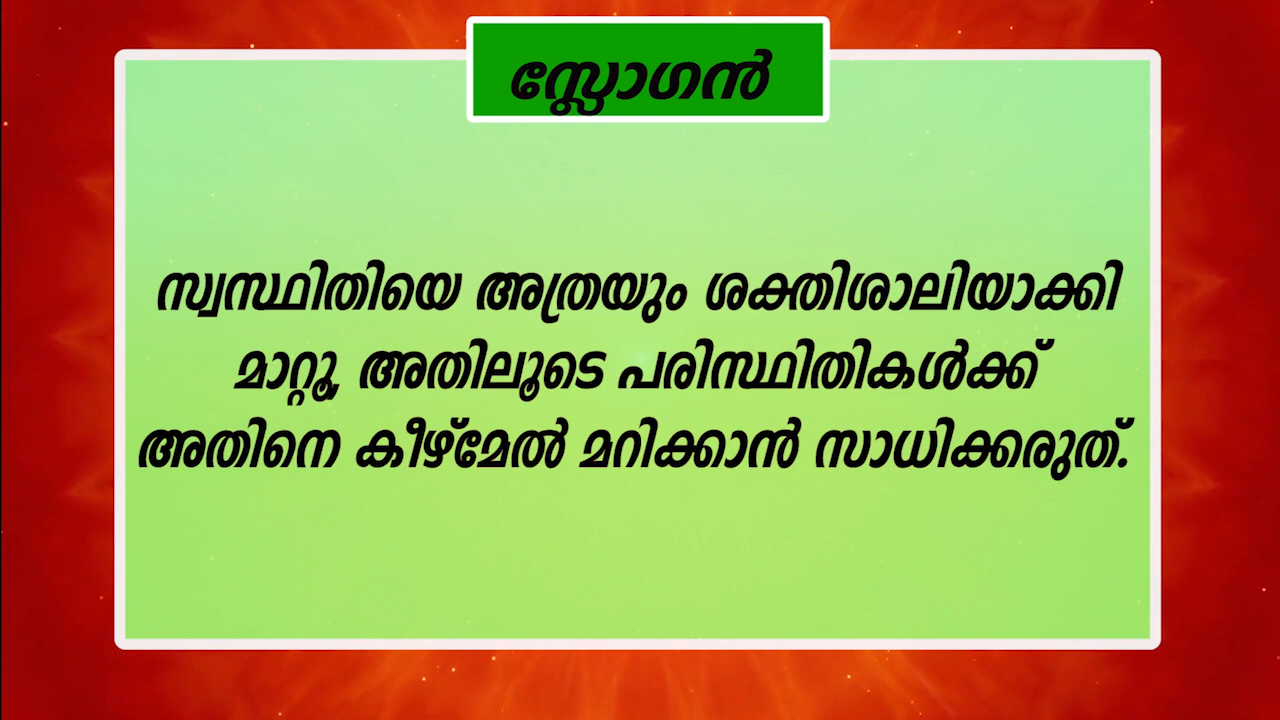 സ്ലോഗൻ
സ്വസ്ഥിതിയെ അത്രയും ശക്തിശാലിയാക്കി
മാറ്റൂ, അതിലൂടെ പരിസ്ഥിതികൾക്ക്
അതിനെ കീഴ്മേൽ മറിക്കാൻ സാധിക്കരുത്.